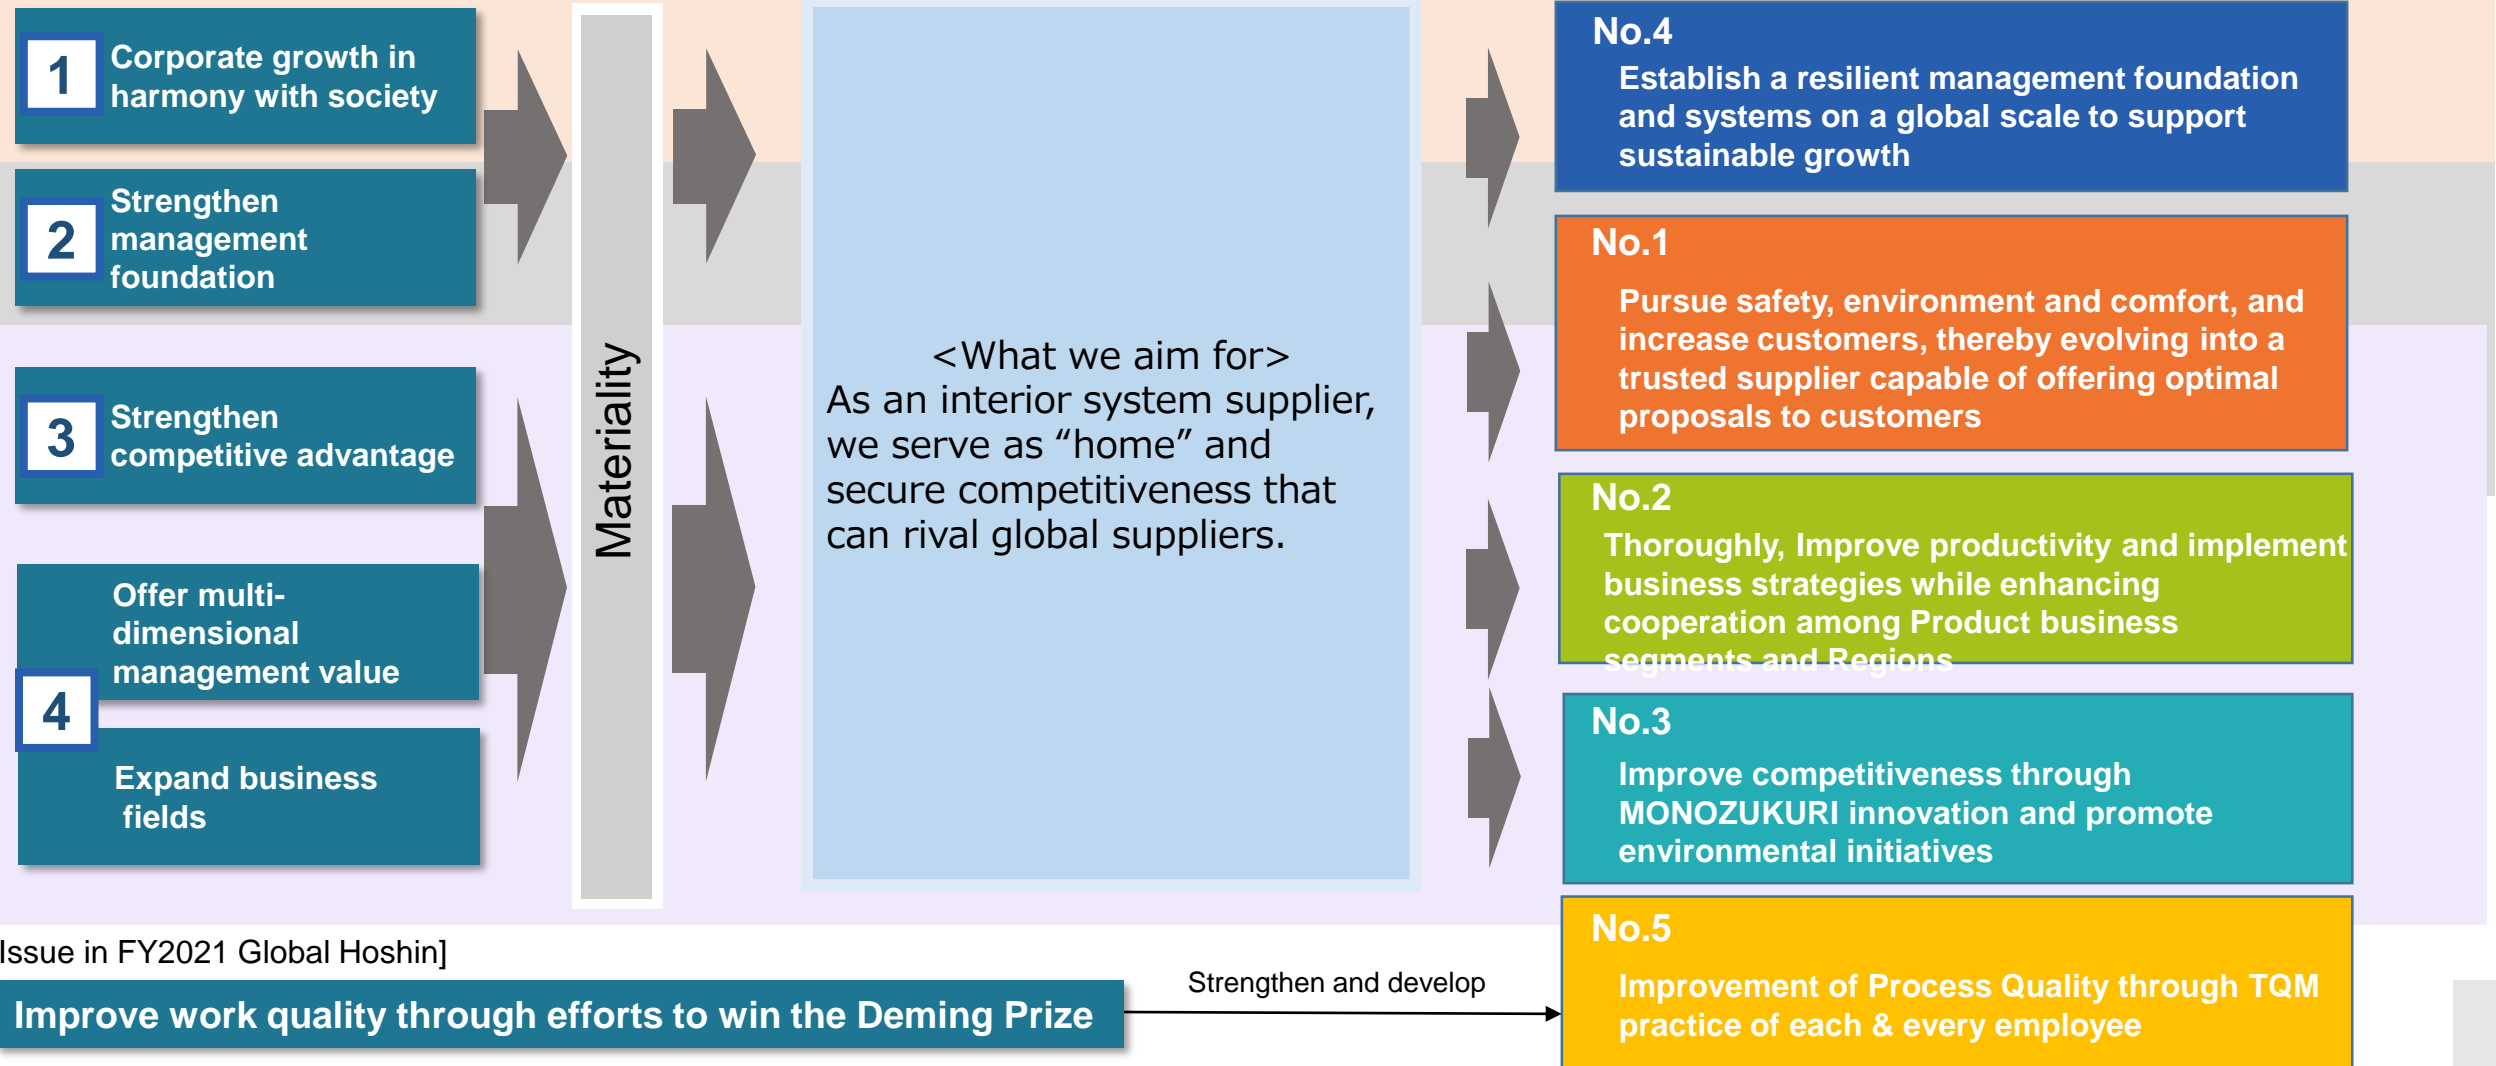 1
Corporate growth in
harmony with society
2
Strengthen
management
foundation
3
Strengthen
competitive advantage
Offer multi-
dimensional
management value
4
Expand business
fields
Materiality
<What we aim for>
As an interior system supplier,
we serve as “home” and
secure competitiveness that
can rival global suppliers.
No.4
Establish a resilient management foundation
and systems on a global scale to support
sustainable growth
No.1
Pursue safety, environment and comfort, and
increase customers, thereby evolving into a
trusted supplier capable of offering optimal
proposals to customers
No.2
Thoroughly, Improve productivity and implement
business strategies while enhancing
cooperation among Product business
segments and Regions
No.3
Improve competitiveness through
MONOZUKURI innovation and promote
environmental initiatives
Issue in FY2021 Global Hoshin]
Improve work quality through efforts to win the Deming Prize
Strengthen and develop
No.5
Improvement of Process Quality through TQM
practice of each & every employee